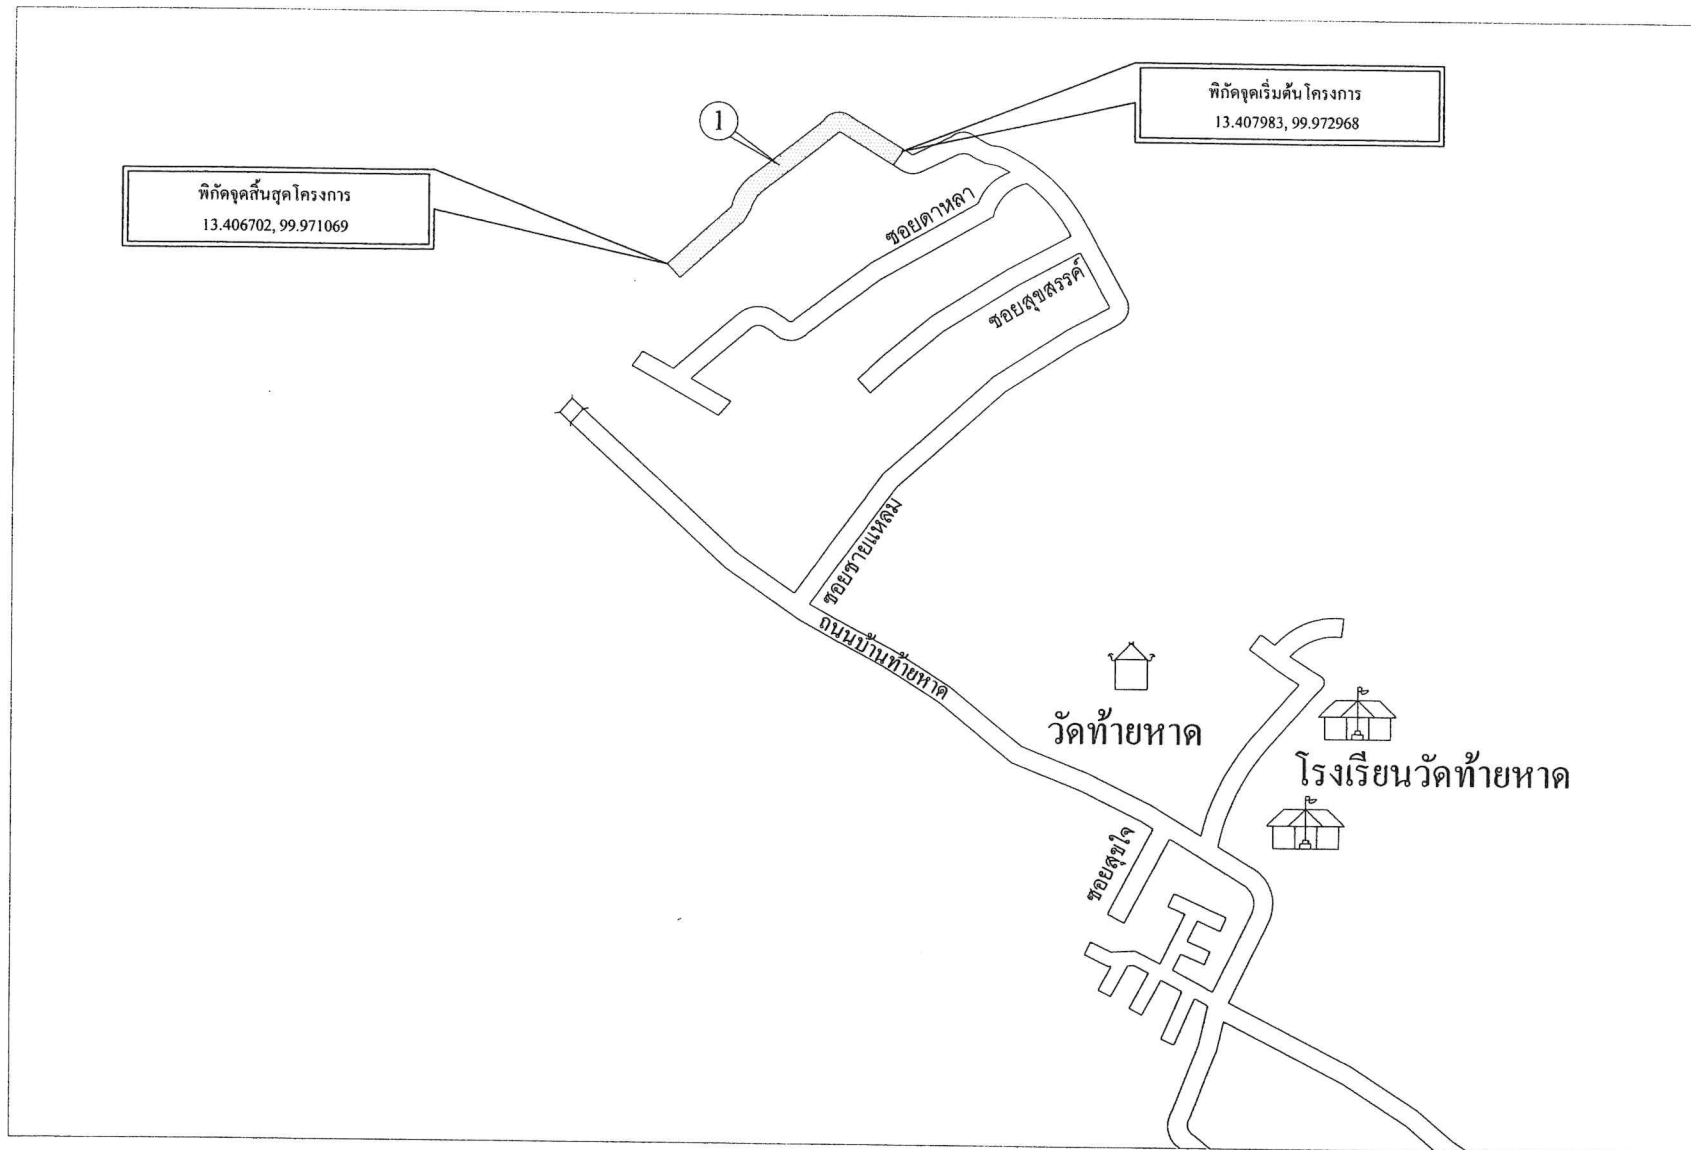 พิกัดจุดเริ่มต้นโครงการ
13.407983, 99.972968
1
พิกัดจุดสิ้นสุดโครงการ
13.406702, 99.971069
ซอยดาหลา
ซอยสุขสรรค์
ซอยชายแหลม
ถนนบ้านท้ายหาด
วัดท้ายหาด
โรงเรียนวัดท้ายหาด
ซอยสุขใจ